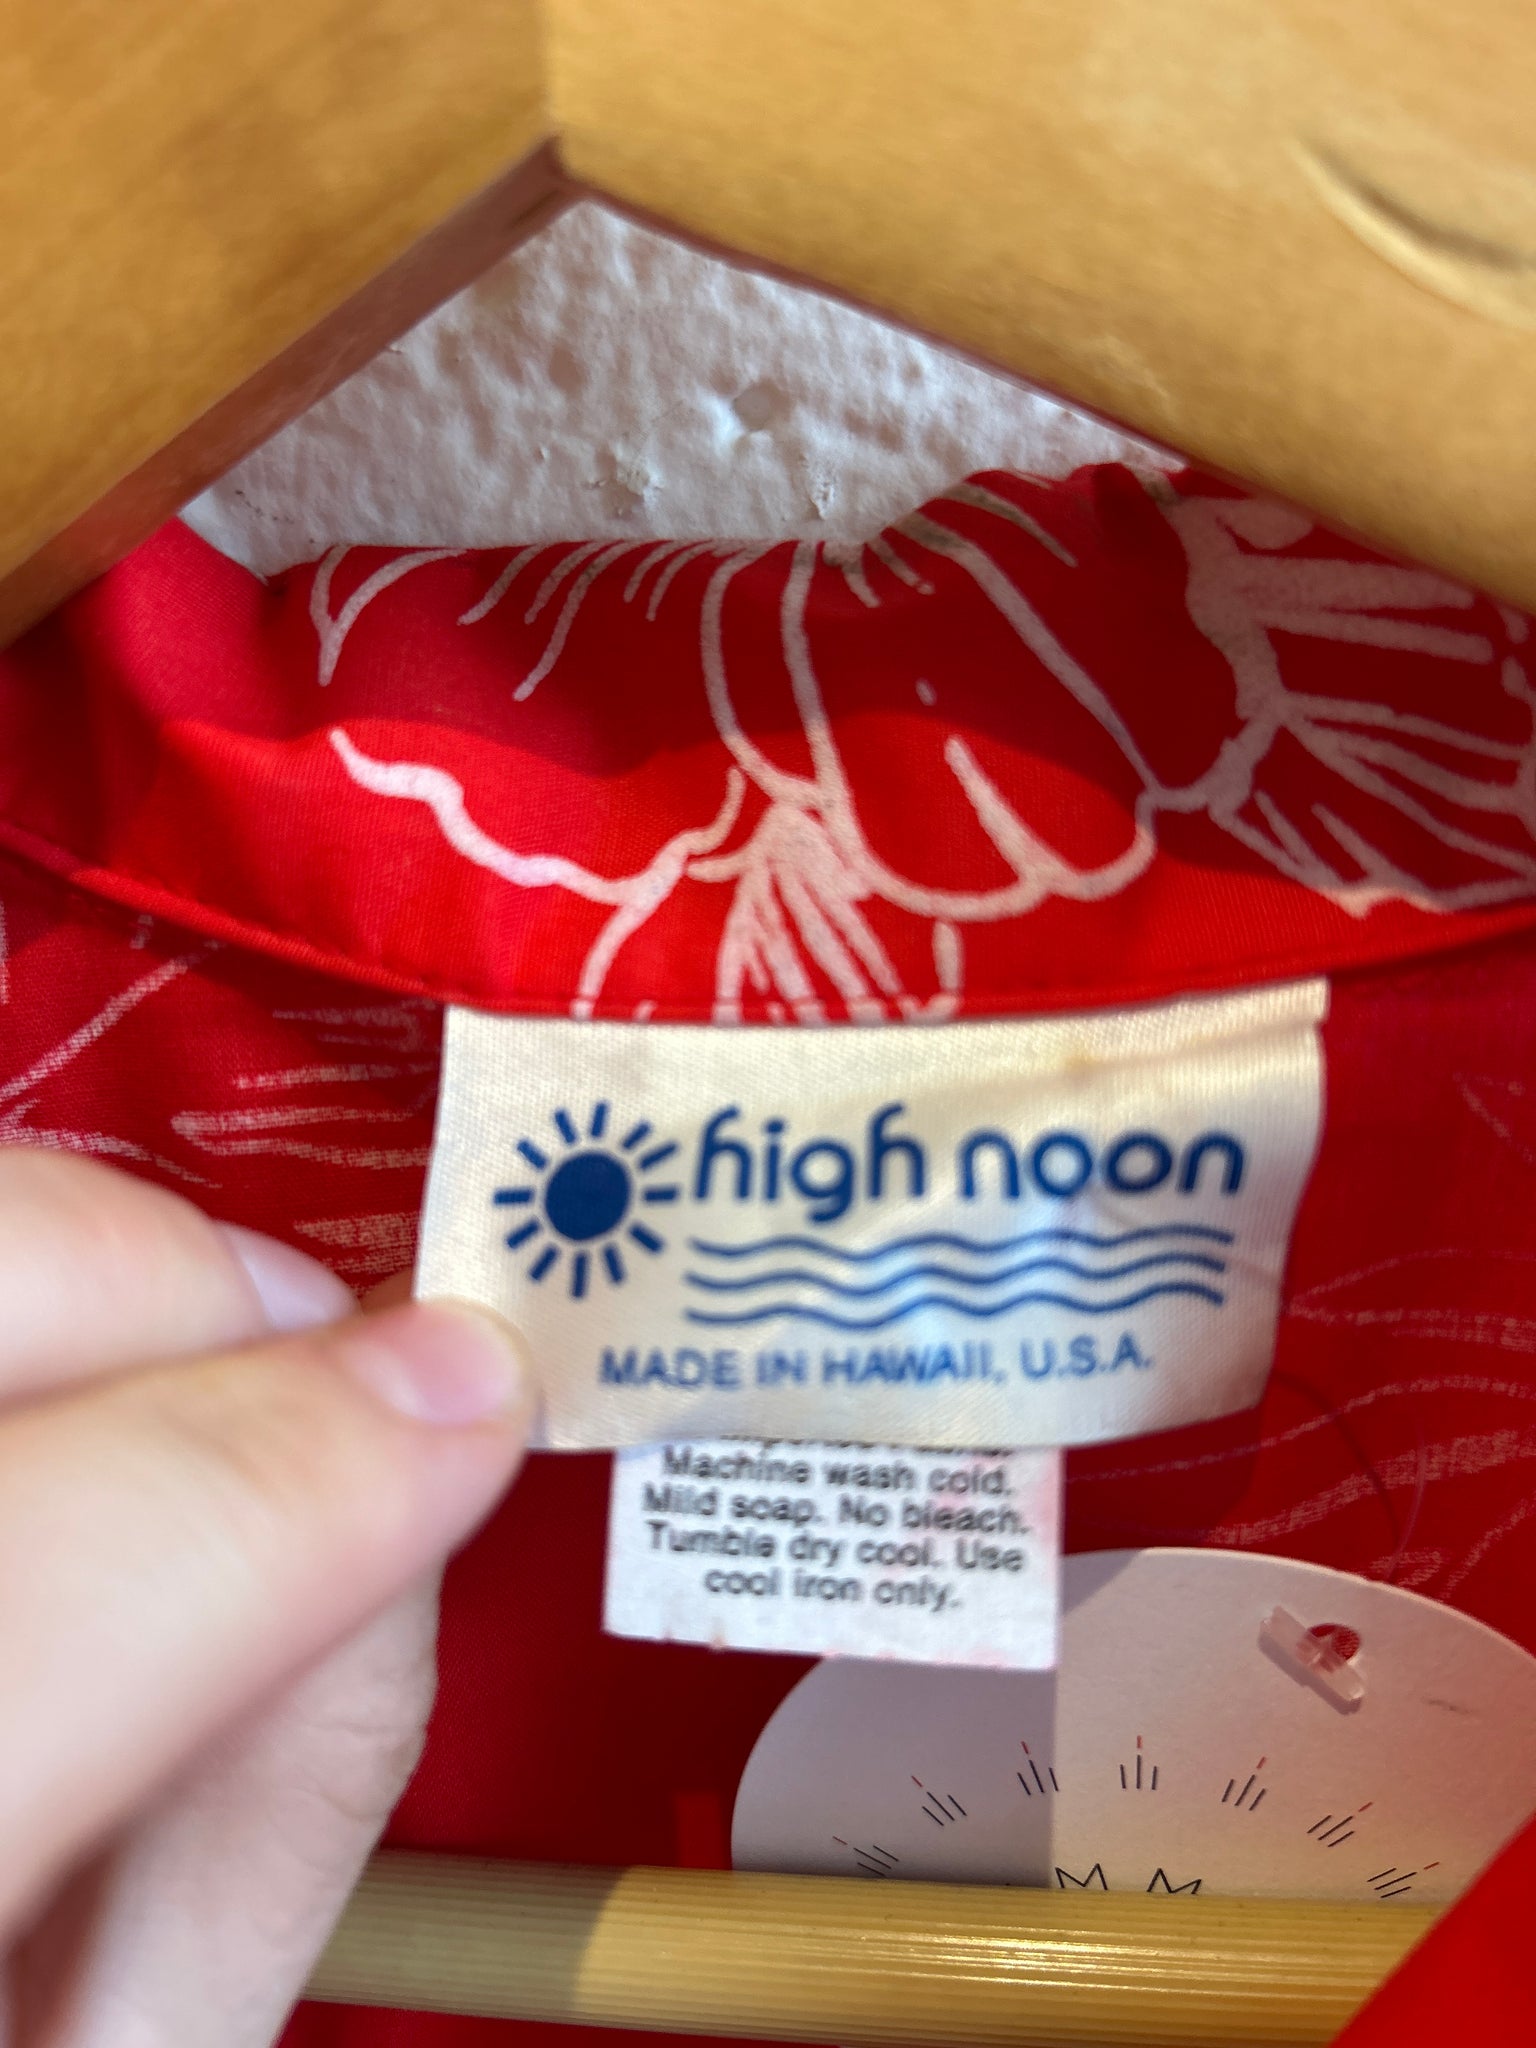 high noon
MADE IN HAWAII, U.S.A.
Machine wash cold.
Mild soap. No bleach.
Tumble dry cool. Use
cool iron only.